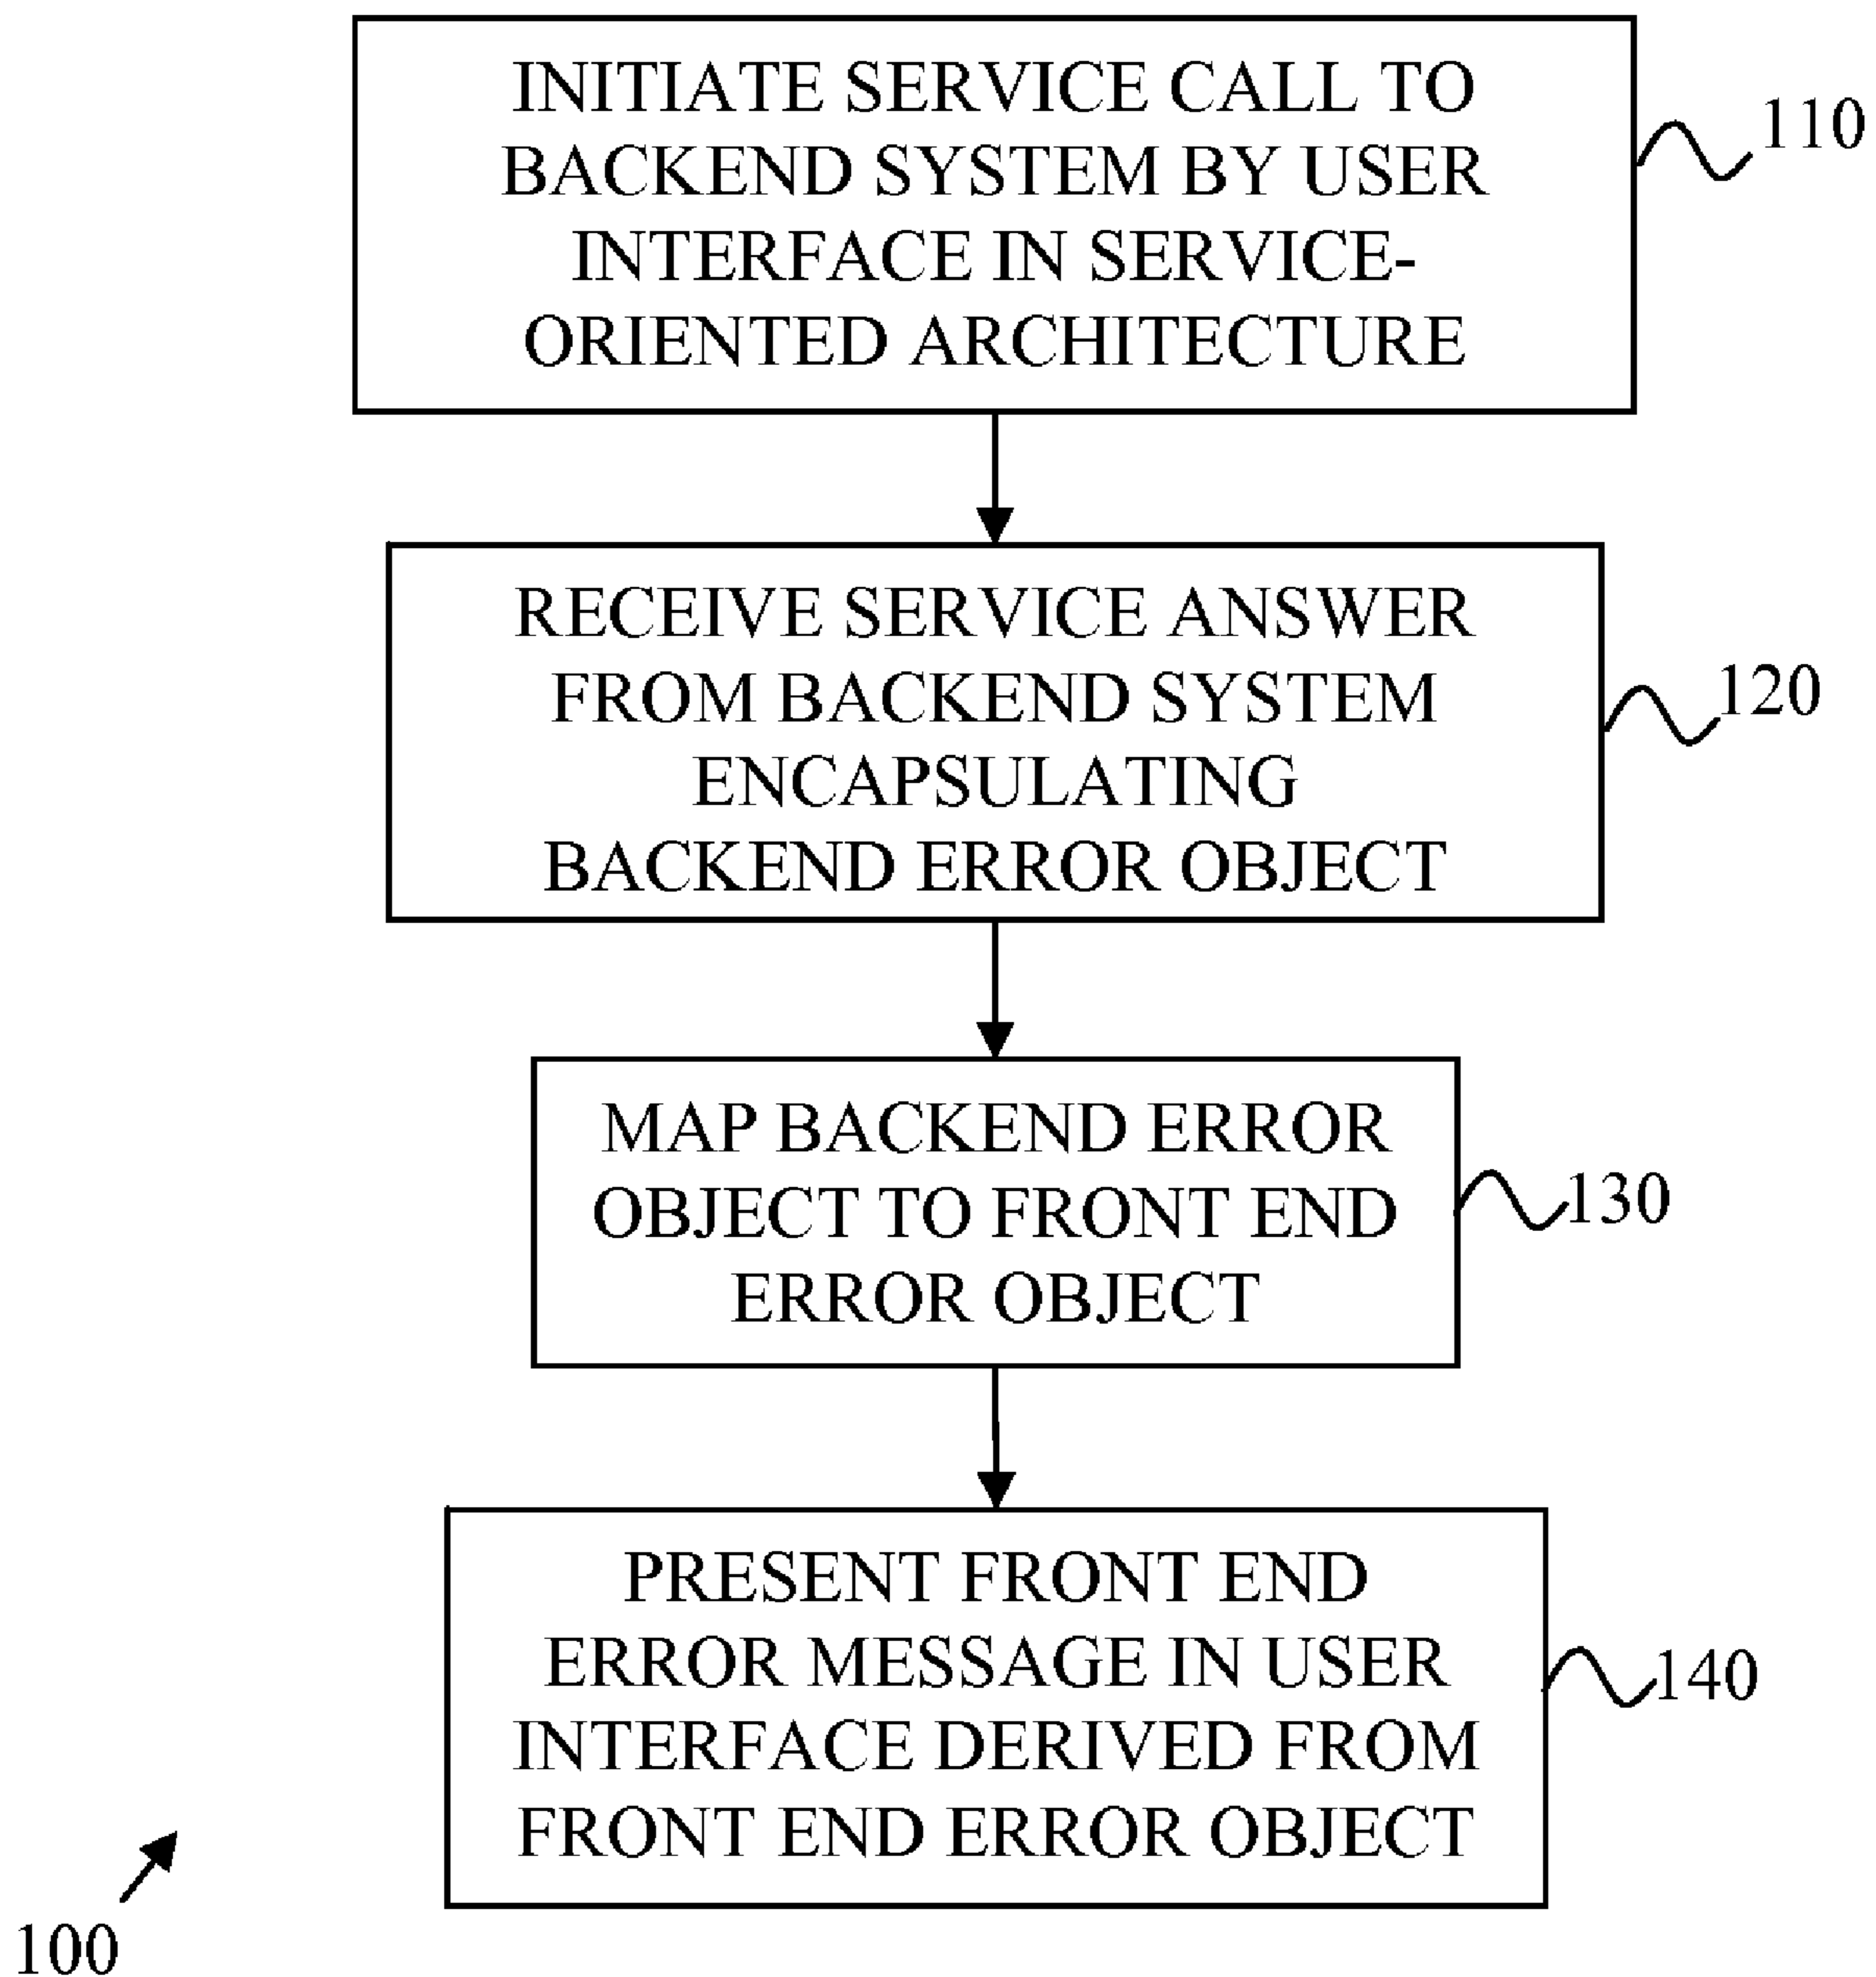 INITIATE SERVICE CALL TO
BACKEND SYSTEM BY USER
INTERFACE IN SERVICE-
ORIENTED ARCHITECTURE
110
RECEIVE SERVICE ANSWER
FROM BACKEND SYSTEM
ENCAPSULATING
BACKEND ERROR OBJECT
120
MAP BACKEND ERROR
OBJECT TO FRONT END
ERROR OBJECT
130
PRESENT FRONT END
ERROR MESSAGE IN USER
INTERFACE DERIVED FROM
FRONT END ERROR OBJECT
140
100